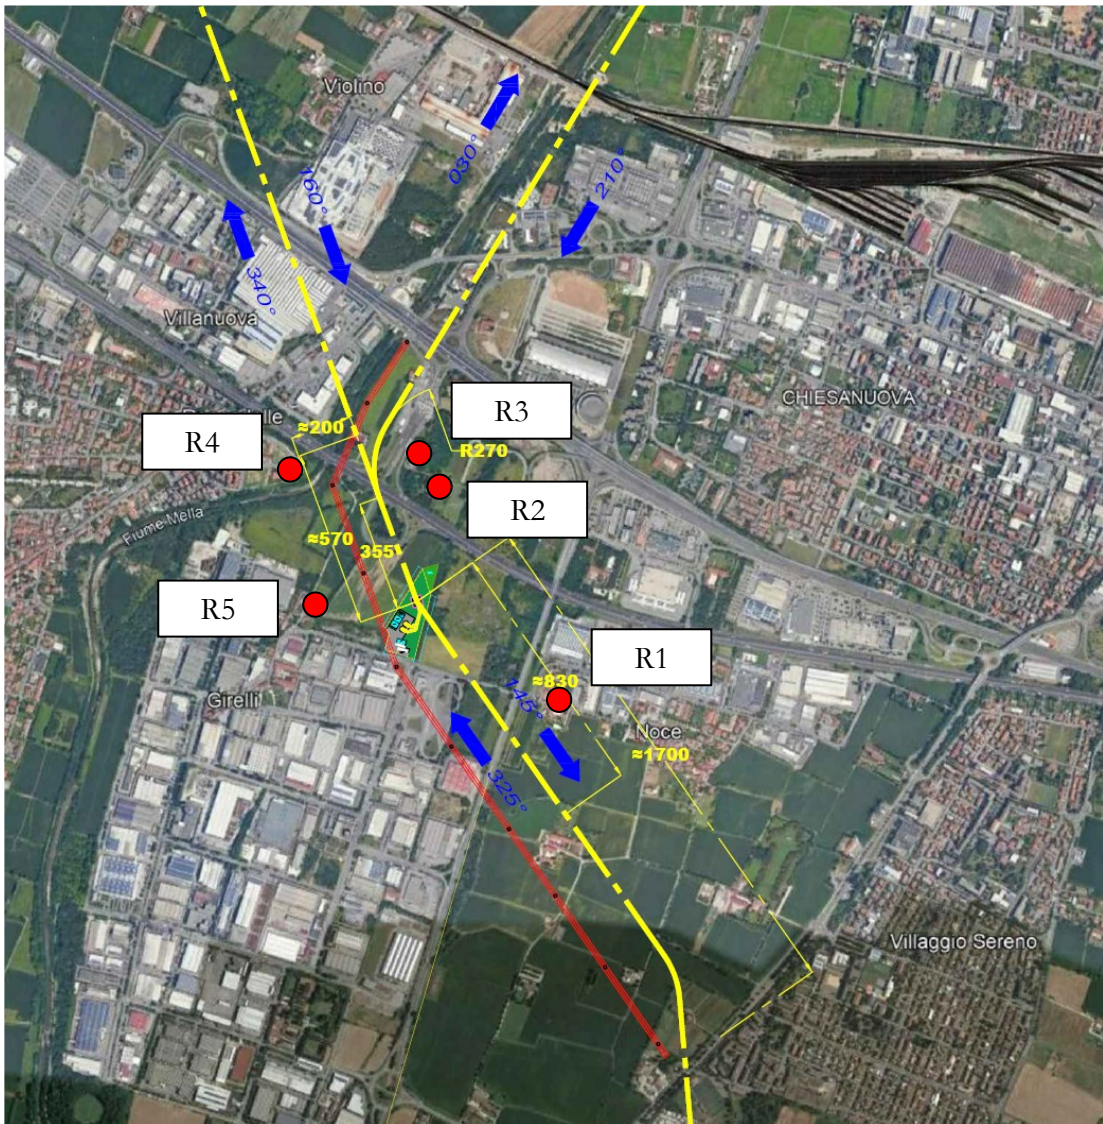 Violino
030°
210°
160°
340°
Villanuova
CHIESANUOVA
R3
≈200
R4
R270
R2
Fiume Mella
≈570
355
R5
R1
≈830
145°
Girelli
Noce
≈1700
325°
Villaggio Sereno